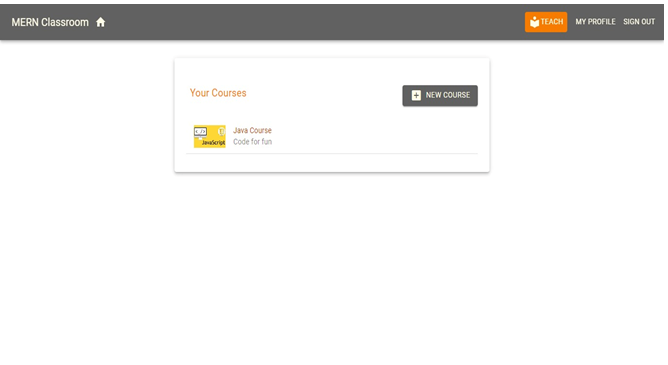 MERN Classroom
TEACH MY PROFILE SIGN OUT
Your Courses
NEW COURSE
</>
{}
JavaScript
Java Course
Code for fun